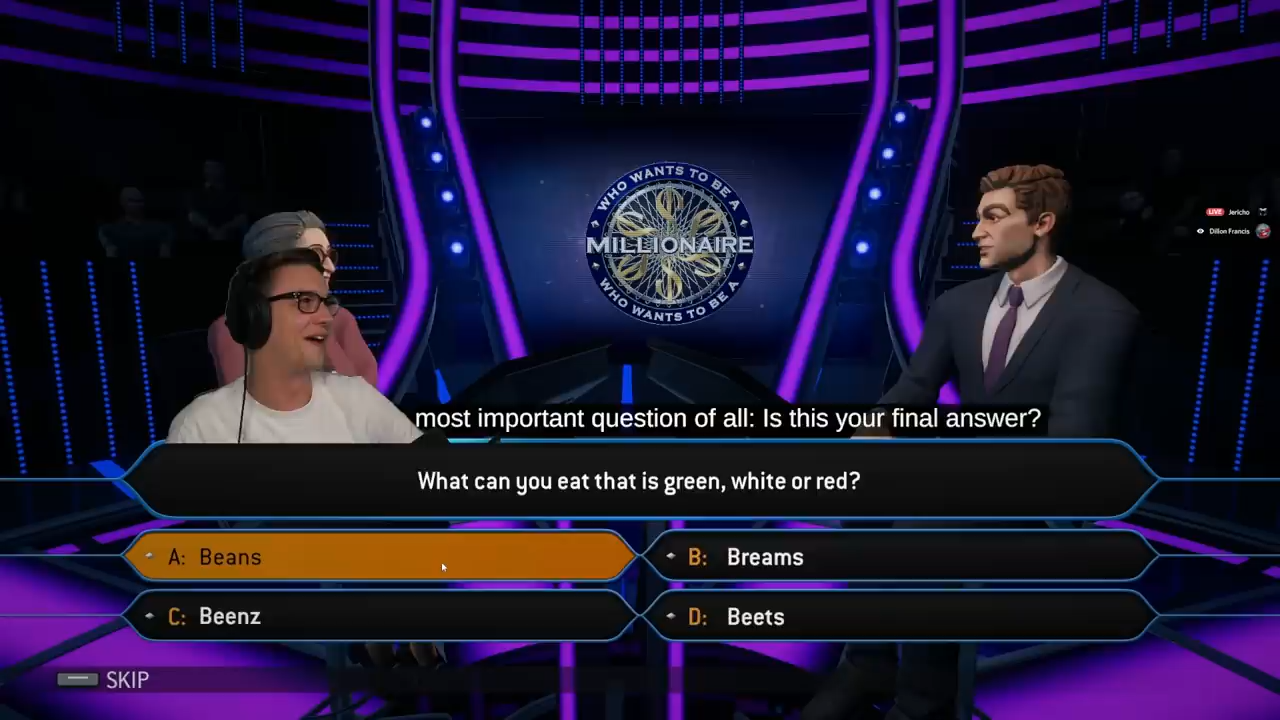 WHO WANTS TO BE A
MILLIONAIRE
WHO WANTS TO BE A
LIVE Jericho
Dillon Francis
most important question of all: Is this your final answer?
What can you eat that is green, white or red?
A: Beans
B: Breams
C: Beenz
D: Beets
SKIP